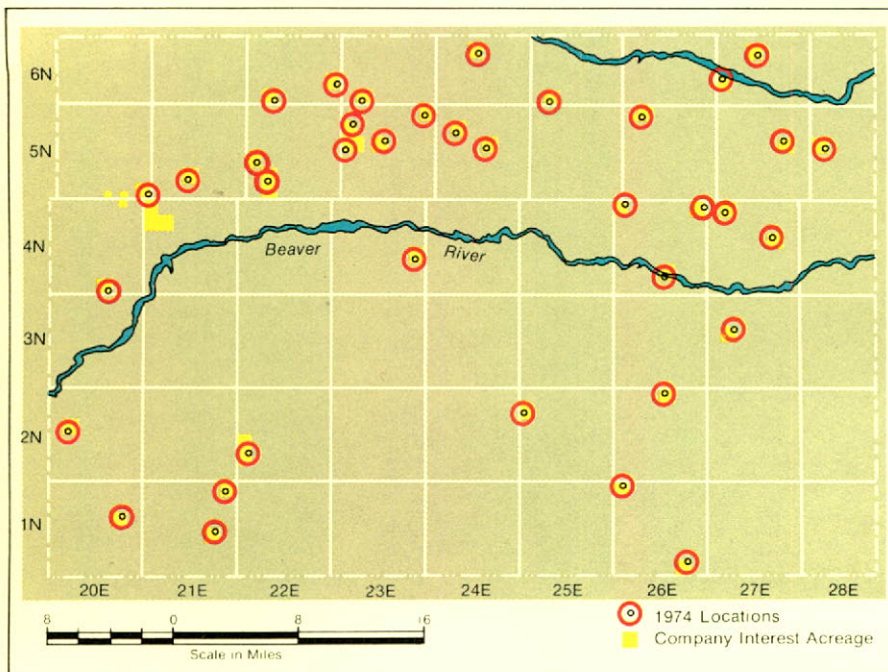 6N
5N
4N
Beaver River
3N
2N
1N
20E 21E 22E 23E 24E 25E 26E 27E 28E
8 0 8 16
Scale in Miles
1974 Locations
Company Interest Acreage